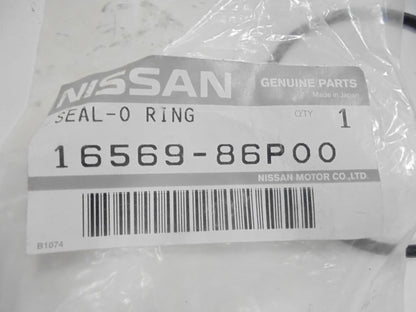 NISSAN GENUINE PARTS
Made in Japan
SEAL-O RING QTY 1
16569-86P00
NISSAN MOTOR CO.,LTD.
B1074